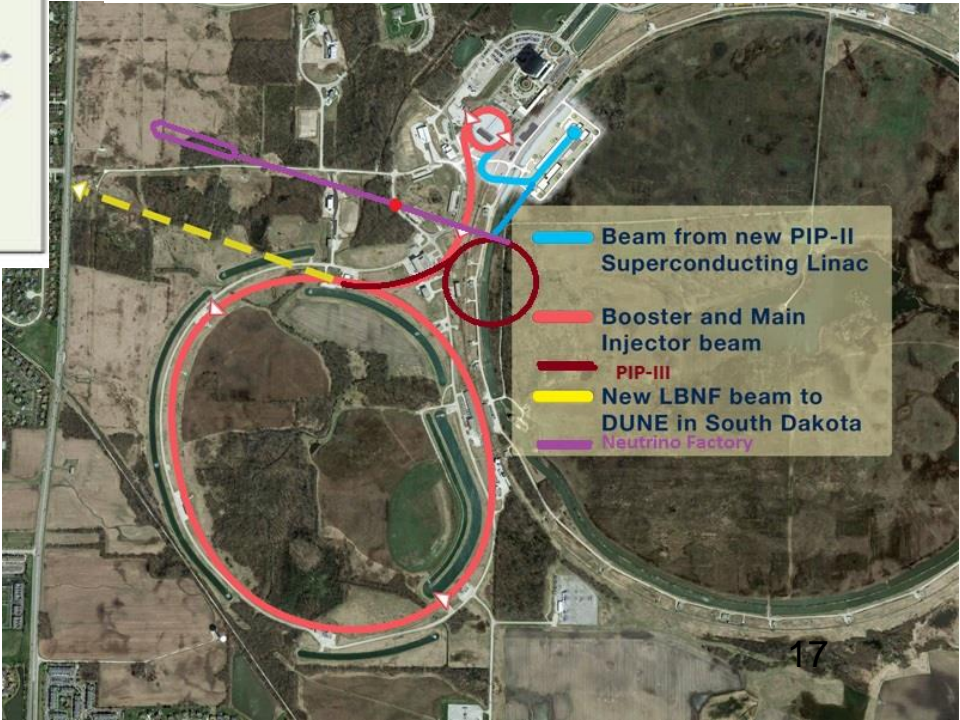 Beam from new PIP-II
Superconducting Linac
Booster and Main
Injector beam
PIP-III
New LBNF beam to
DUNE in South Dakota
Neutrino Factory
17